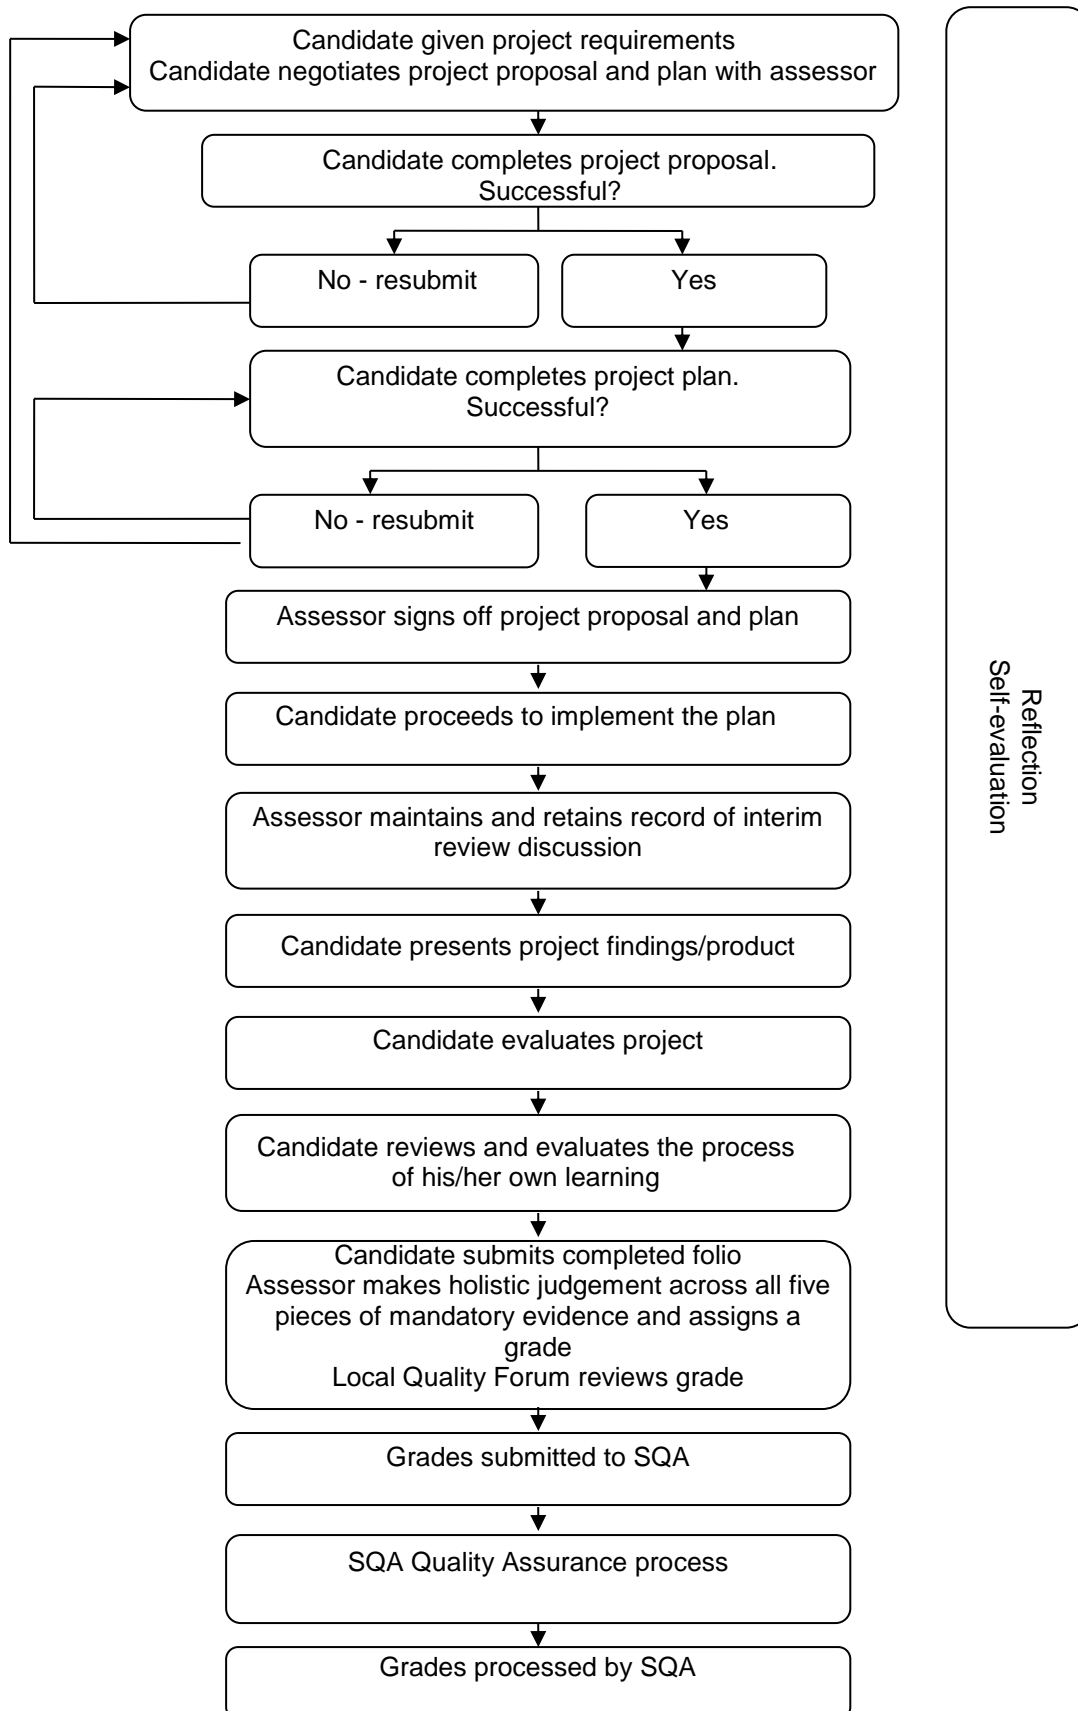 Candidate given project requirements
Candidate negotiates project proposal and plan with assessor
Candidate completes project proposal.
Successful?
No - resubmit
Yes
Candidate completes project plan.
Successful?
No - resubmit
Yes
Assessor signs off project proposal and plan
Candidate proceeds to implement the plan
Assessor maintains and retains record of interim
review discussion
Candidate presents project findings/product
Candidate evaluates project
Candidate reviews and evaluates the process
of his/her own learning
Candidate submits completed folio
Assessor makes holistic judgement across all five
pieces of mandatory evidence and assigns a
grade
Local Quality Forum reviews grade
Grades submitted to SQA
SQA Quality Assurance process
Grades processed by SQA
Reflection
Self-evaluation